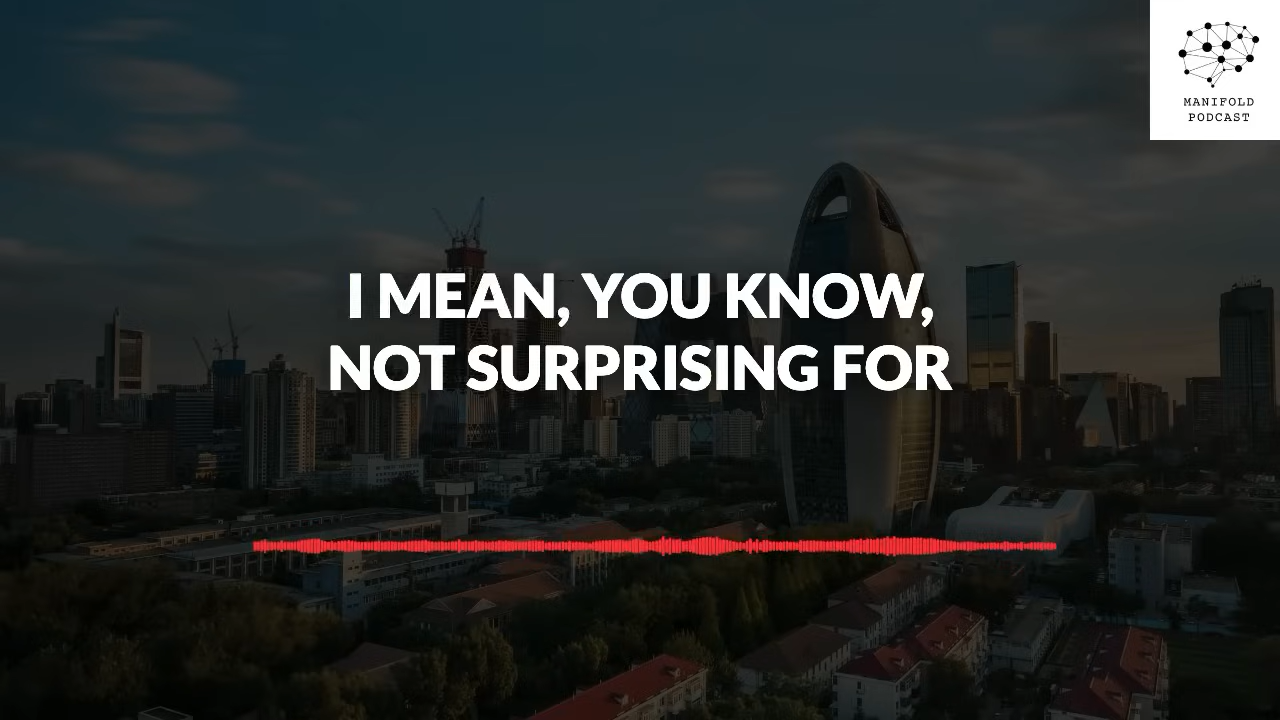 MANIFOLD
PODCAST
I MEAN, YOU KNOW,
NOT SURPRISING FOR